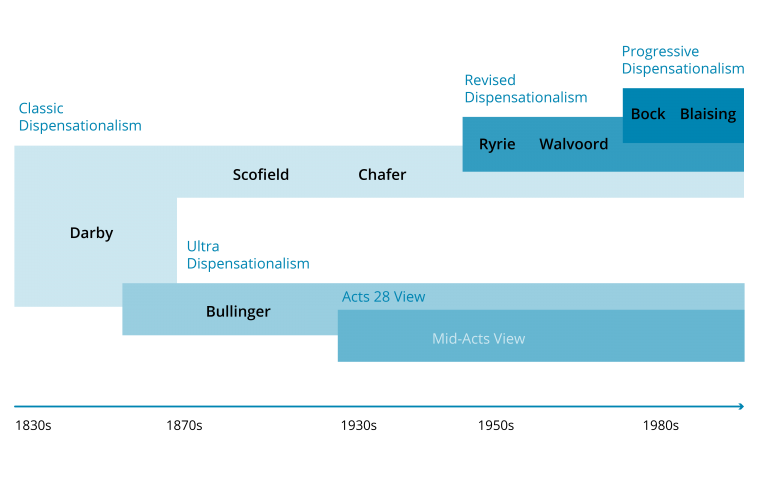 Progressive
Dispensationalism
Revised
Dispensationalism
Classic
Dispensationalism
Bock Blaising
Ryrie Walvoord
Scofield Chafer
Darby
Ultra
Dispensationalism
Acts 28 View
Bullinger
Mid-Acts View
1830s 1870s 1930s 1950s 1980s